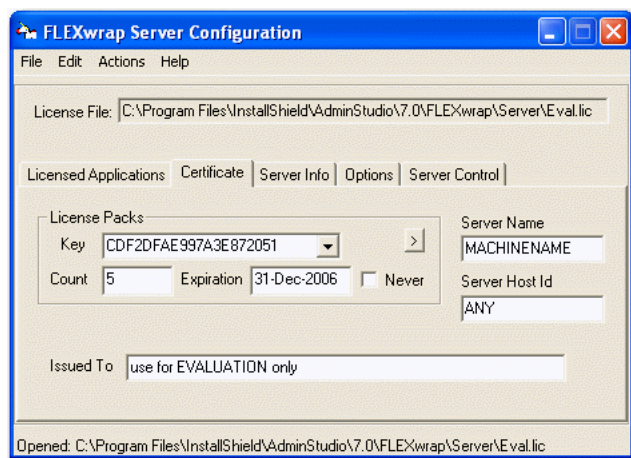 FLEXwrap Server Configuration
File Edit Actions Help
License File: C:\Program Files\InstallShield\AdminStudio\7.0\FLEXwrap\Server\Eval.lic
Licensed Applications Certificate Server Info Options Server Control
License Packs
Key CDF2DFAE997A3E872051 >
Count 5 Expiration 31-Dec-2006 Never
Server Name
MACHINENAME
Server Host Id
ANY
Issued To use for EVALUATION only
Opened: C:\Program Files\InstallShield\AdminStudio\7.0\FLEXwrap\Server\Eval.lic